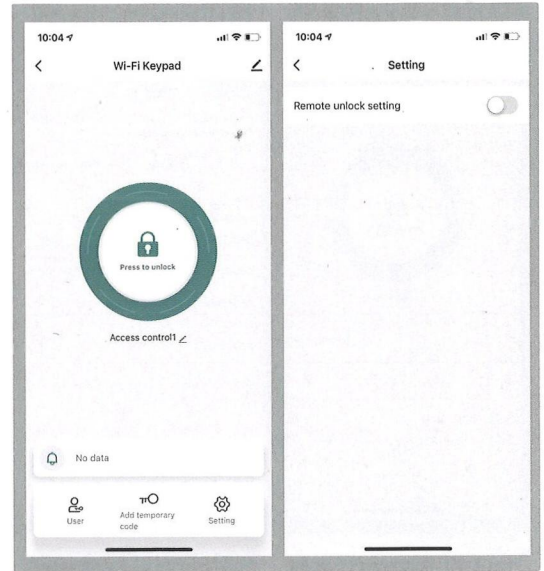 10:04
Wi-Fi Keypad
Press to unlock
Access control1
No data
User
Add temporary
code
Setting
10:04
Setting
Remote unlock setting